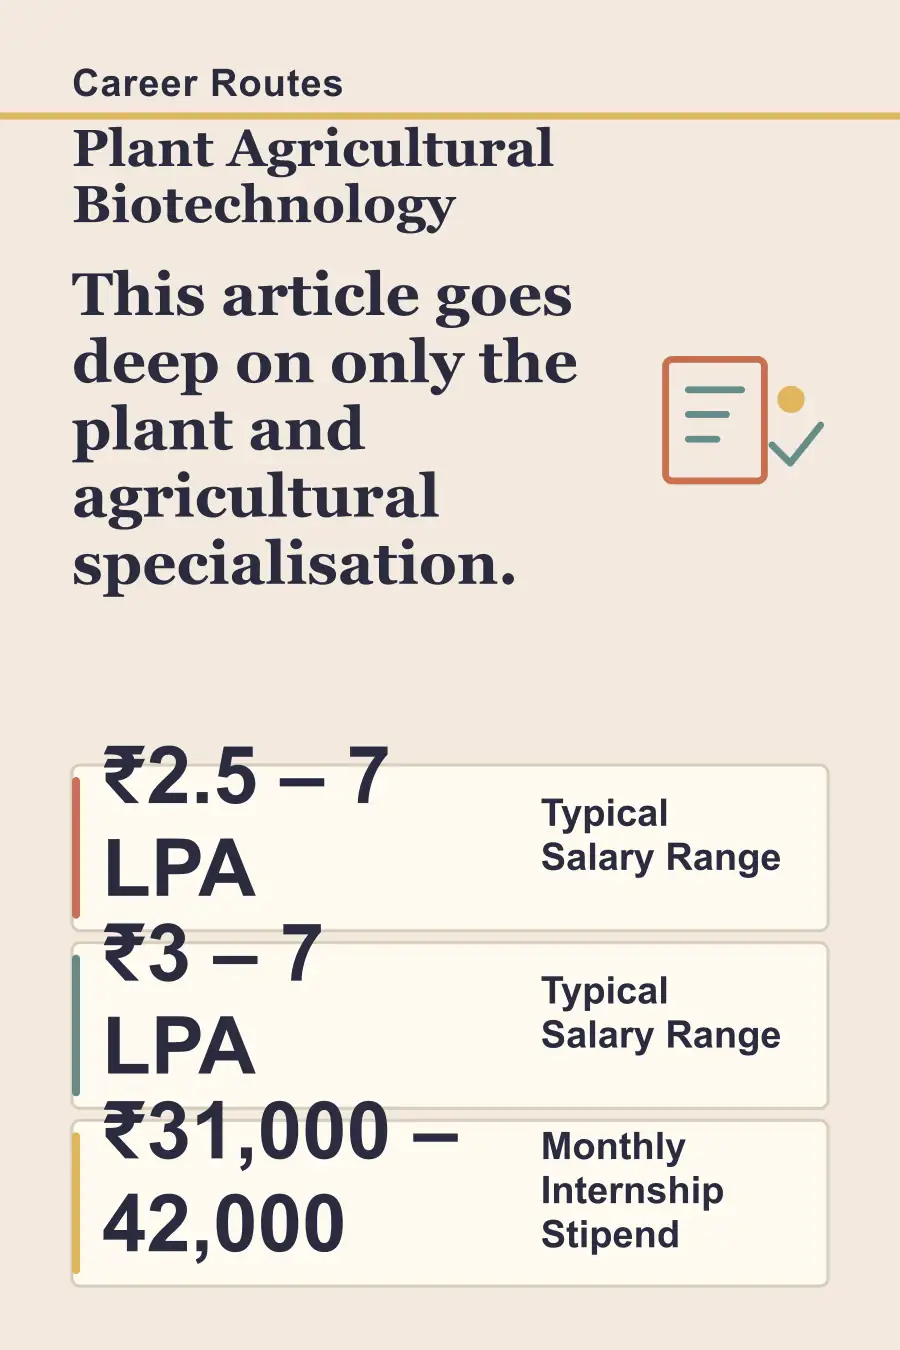 Career Routes
Plant Agricultural
Biotechnology
This article goes
deep on only the
plant and
agricultural
specialisation.
₹2.5 – 7
LPA
Typical
Salary Range
₹3 – 7
LPA
Typical
Salary Range
₹31,000 –
42,000
Monthly
Internship
Stipend